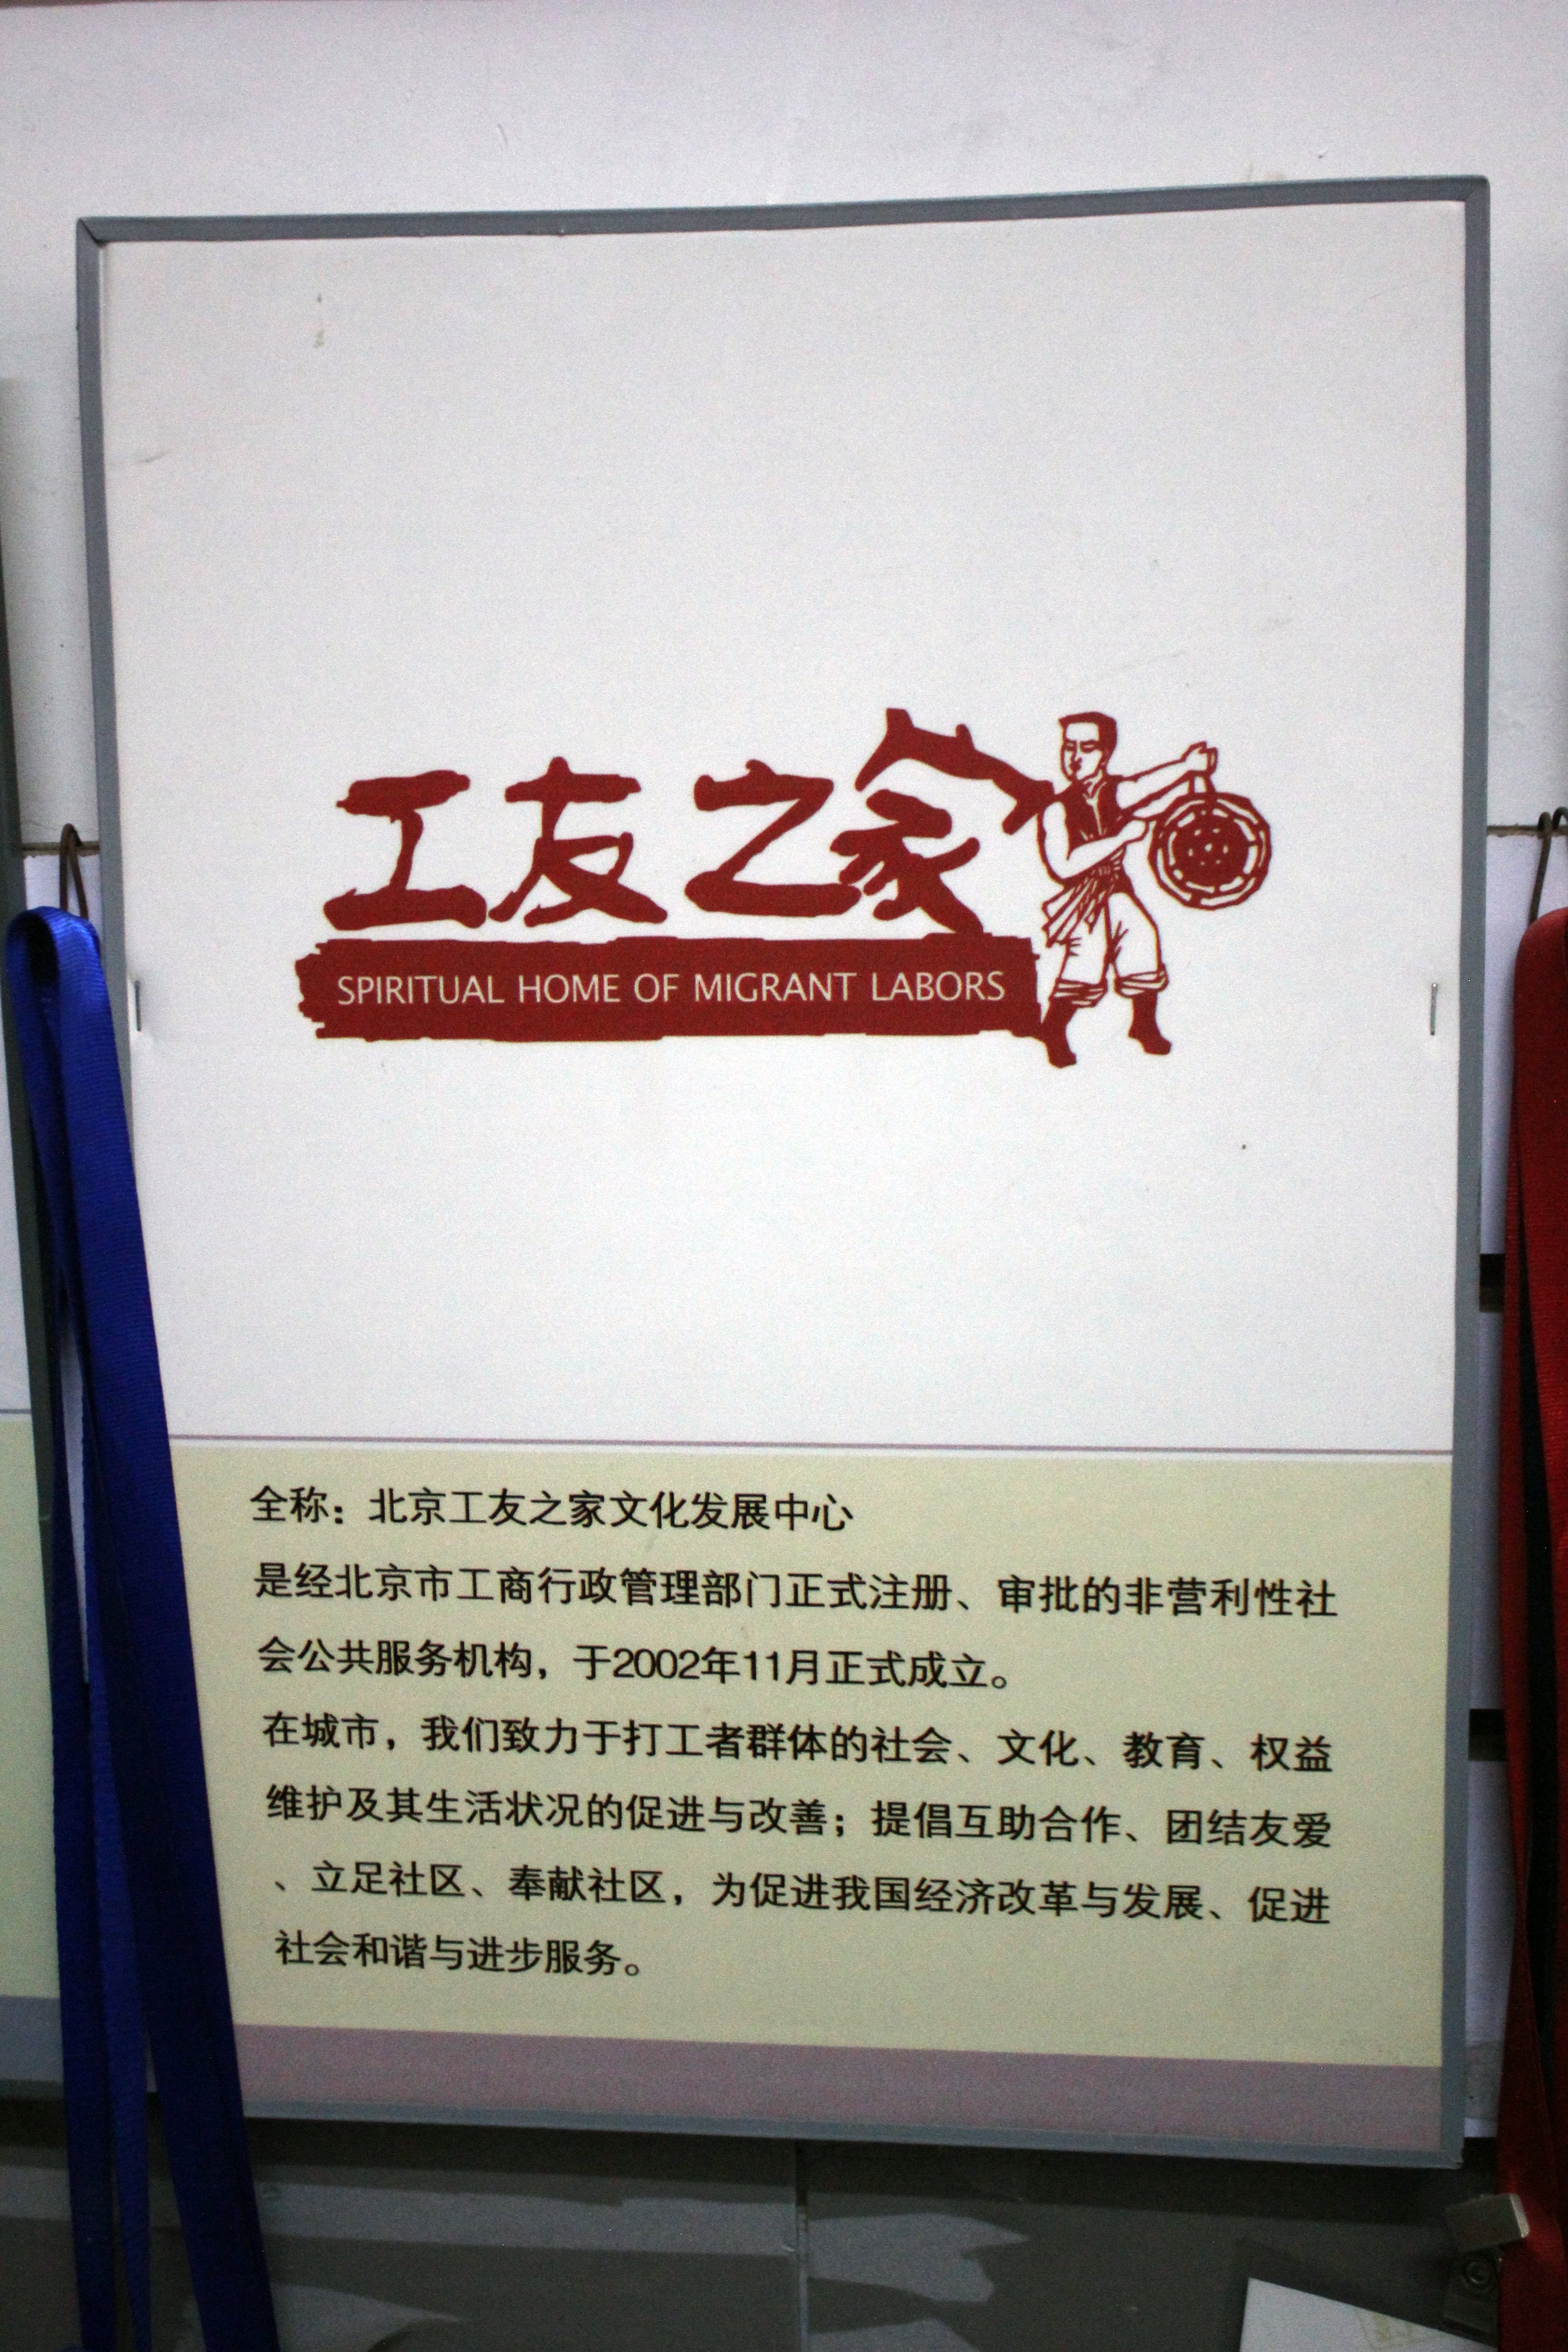 工友之家
SPIRITUAL HOME OF MIGRANT LABORS
全称：北京工友之家文化发展中心
是经北京市工商行政管理部门正式注册、审批的非营利性社
会公共服务机构，于2002年11月正式成立。
在城市，我们致力于打工者群体的社会、文化、教育、权益
维护及其生活状况的促进与改善；提倡互助合作、团结友爱
、立足社区、奉献社区，为促进我国经济改革与发展、促进
社会和谐与进步服务。